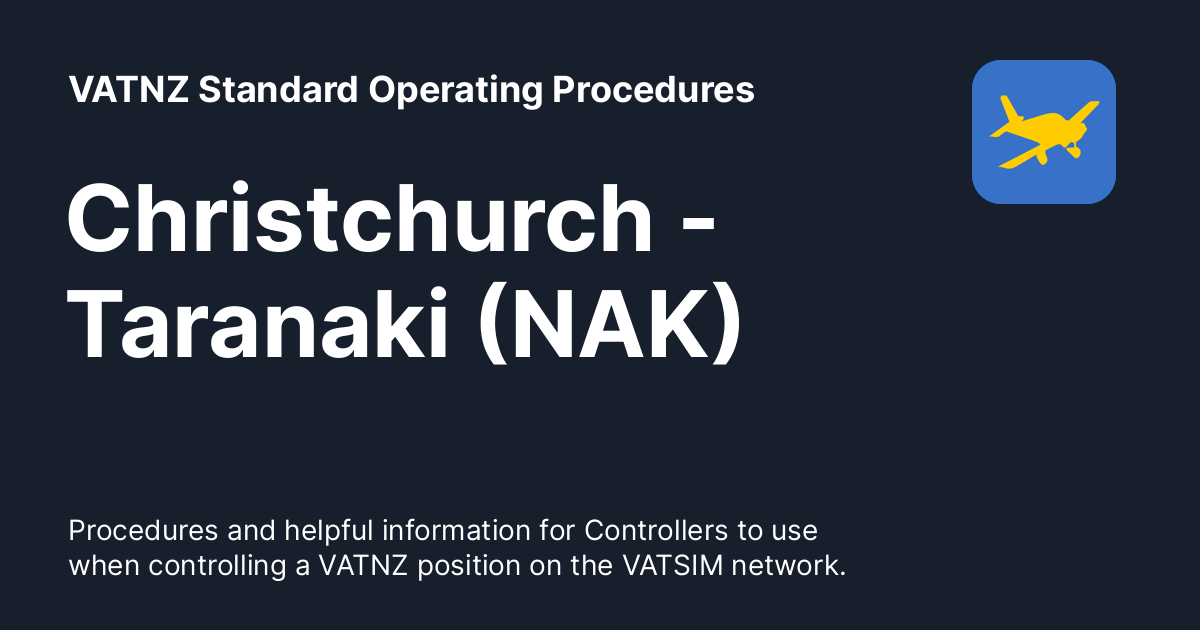 VATNZ Standard Operating Procedures
Christchurch -
Taranaki (NAK)
Procedures and helpful information for Controllers to use
when controlling a VATNZ position on the VATSIM network.